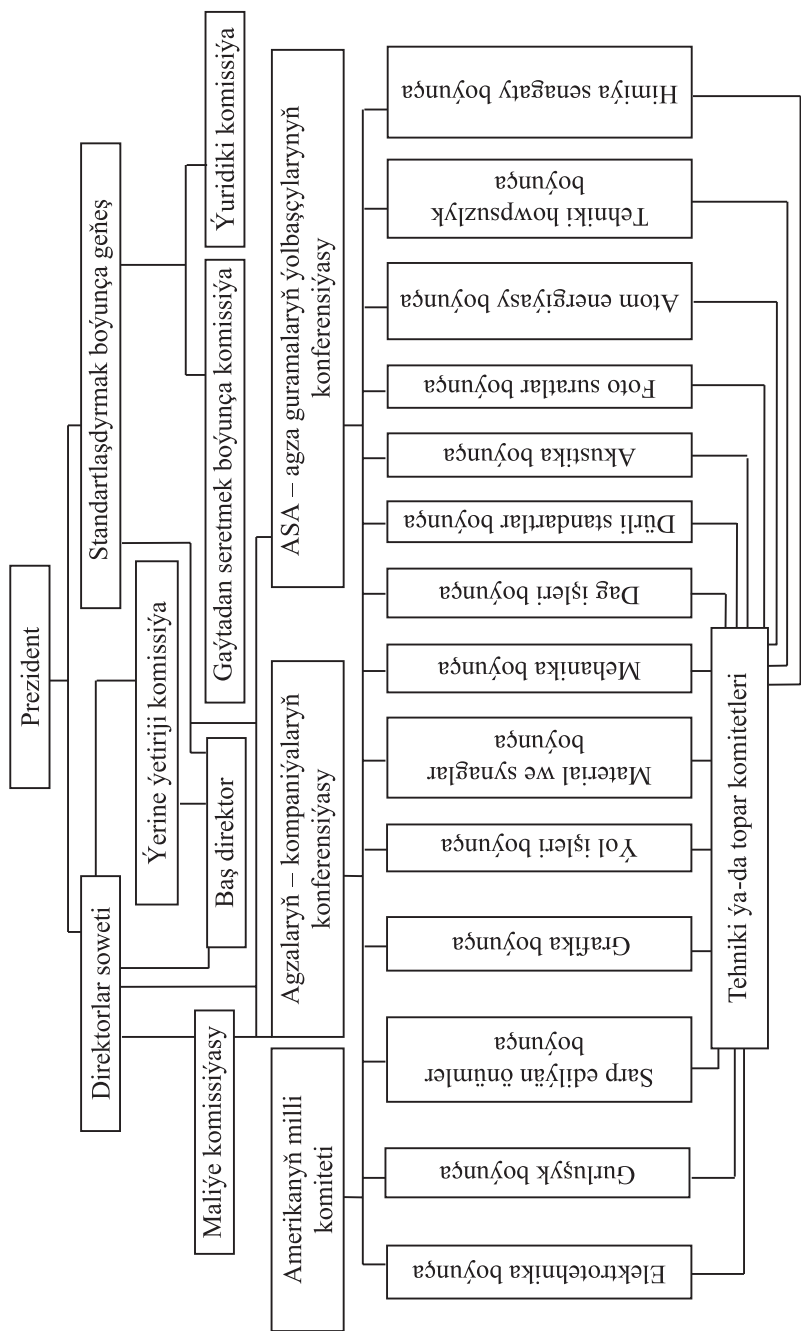 Prezident
Direktorlar soweti
Standartlaşdyrmak boýunça geňeş
Ýerine ýetiriji komissiýa
Maliýe komissiýasy
Baş direktor
Gaýtadan seretmek boýunça komissiýa
Ýuridiki komissiýa
Amerikanyň milli
komiteti
Agzalaryň – kompaniýalaryň
konferensiýasy
ASA – agza guramalaryň ýolbaşçylarynyň
konferensiýasy
Elektrotehnika boýunça
Gurluşyk boýunça
Sarp edilýän önümler
boýunça
Grafika boýunça
Ýol işleri boýunça
Material we synaglar
boýunça
Mehanika boýunça
Dag işleri boýunça
Dürli standartlar boýunça
Akustika boýunça
Foto suratlar boýunça
Atom energiýasy boýunça
Tehniki howpsuzlyk
boýunça
Himiýa senagaty boýunça
Tehniki ýa-da topar komitetleri